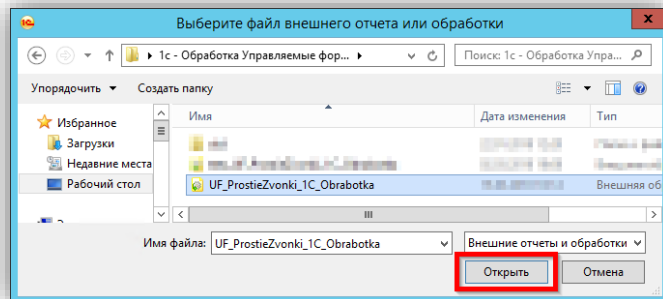 Выберите файл внешнего отчета или обработки
1с - Обработка Управляемые фор...
Поиск: 1с - Обработка Упра...
Упорядочить
Создать папку
Избранное
Загрузки
Недавние места
Рабочий стол
Имя
Дата изменения
Тип
UF_ProstieZvonki_1C_Obrabotka
Внешняя об
Имя файла:
UF_ProstieZvonki_1C_Obrabotka
Внешние отчеты и обработки
Открыть
Отмена